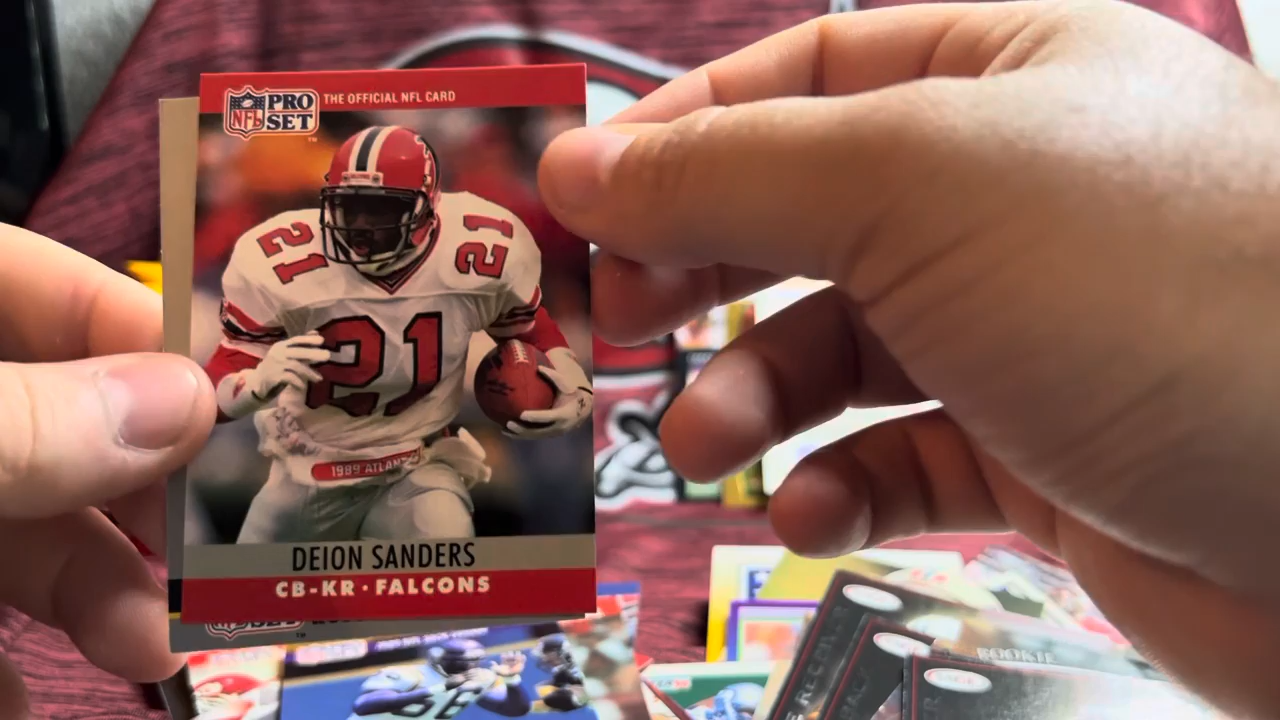 NFL
PRO
SET
THE OFFICIAL NFL CARD
21
21
21
1989 ATLANTA
DEION SANDERS
CB-KR · FALCONS
ROOKIE